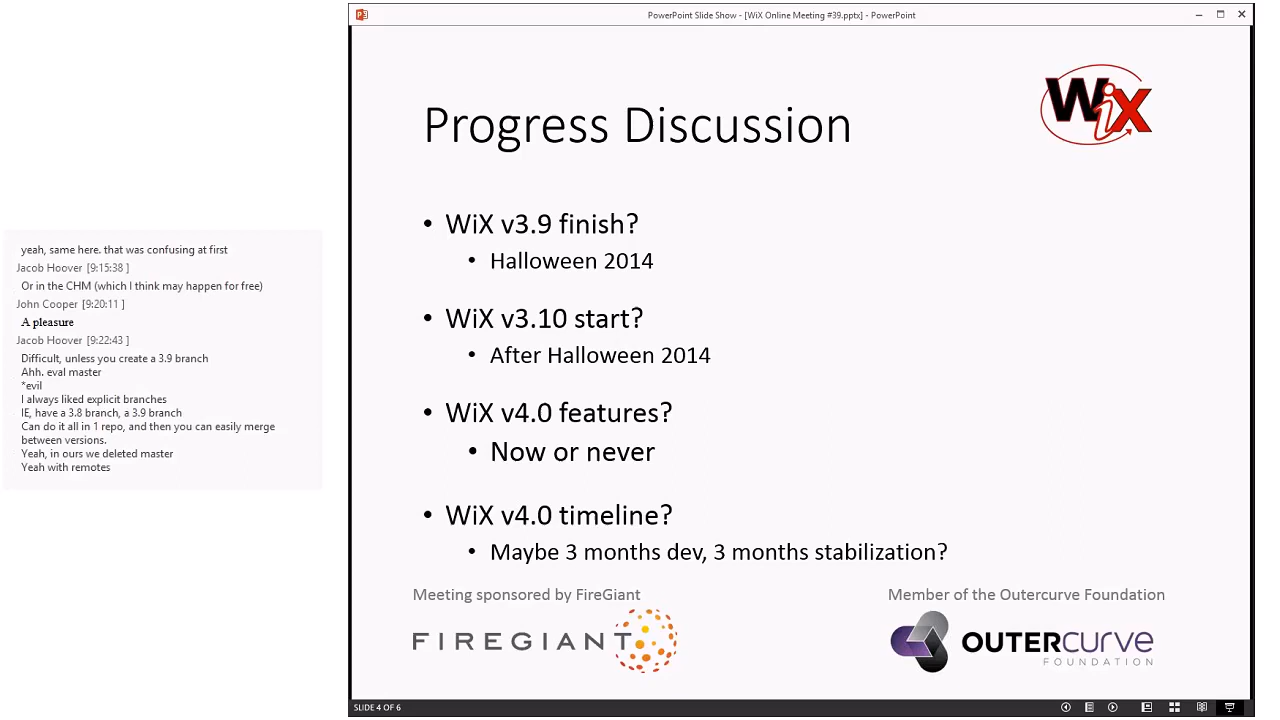 yeah, same here. that was confusing at first
Jacob Hoover [9:15:38 ]
Or in the CHM (which I think may happen for free)
John Cooper [9:20:11 ]
A pleasure
Jacob Hoover [9:22:43 ]
Difficult, unless you create a 3.9 branch
Ahh. eval master
*evil
I always liked explicit branches
IE, have a 3.8 branch, a 3.9 branch
Can do it all in 1 repo, and then you can easily merge
between versions.
Yeah, in ours we deleted master
Yeah with remotes
PowerPoint Slide Show - [WiX Online Meeting #39.pptx] - PowerPoint
WiX
Progress Discussion
• WiX v3.9 finish?
• Halloween 2014
• WiX v3.10 start?
• After Halloween 2014
• WiX v4.0 features?
• Now or never
• WiX v4.0 timeline?
• Maybe 3 months dev, 3 months stabilization?
Meeting sponsored by FireGiant
FIREGIANT
Member of the Outercurve Foundation
OUTERCURVE
FOUNDATION
SLIDE 4 OF 6